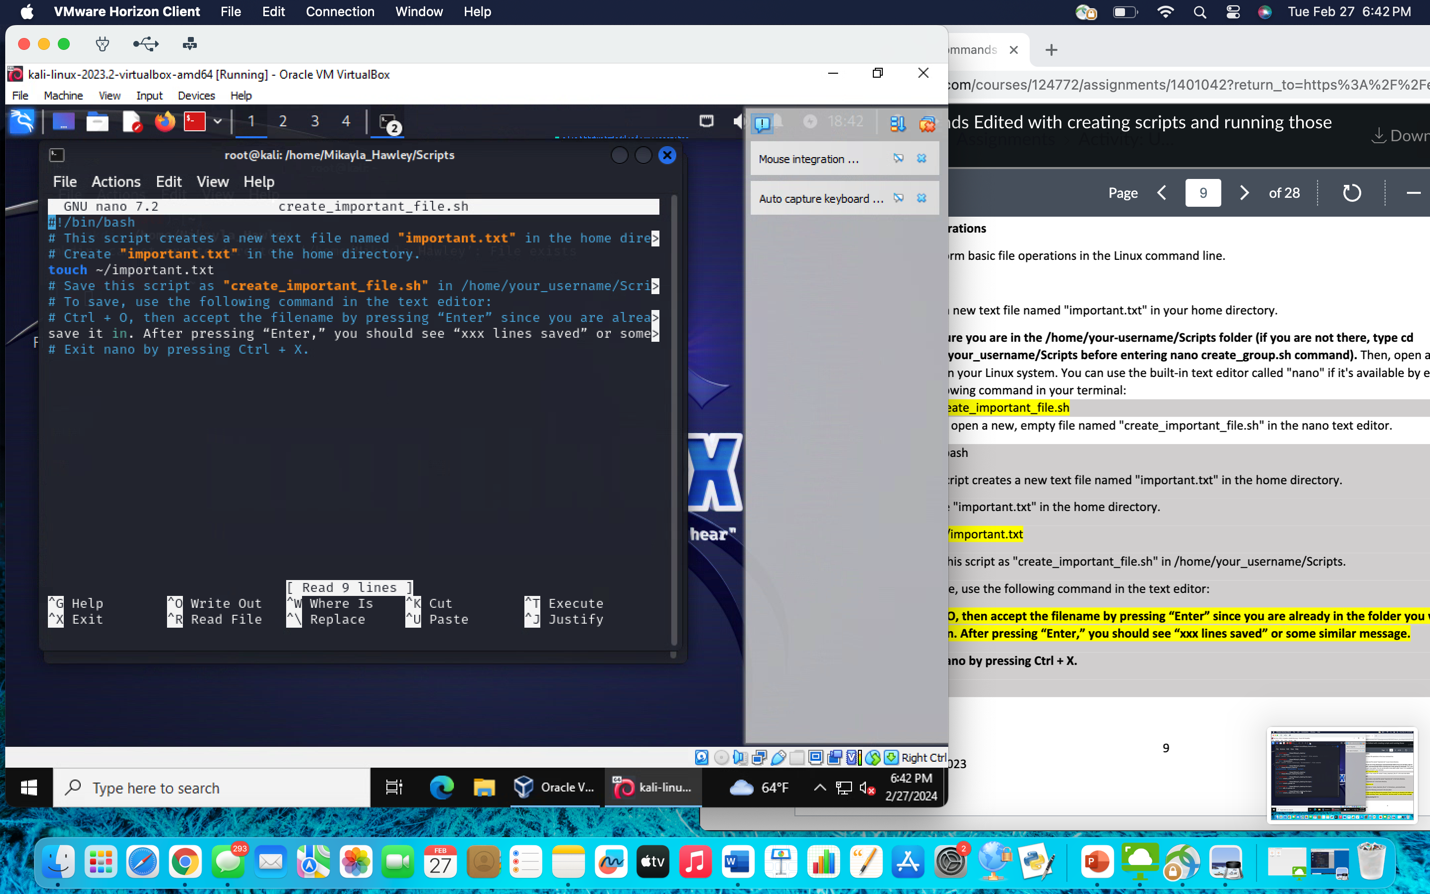 VMware Horizon Client File Edit Connection Window Help
Tue Feb 27 6:42 PM
kali-linux-2023.2-virtualbox-amd64 [Running] - Oracle VM VirtualBox
File Machine View Input Devices Help
1 2 3 4 2
18:42
root@kali: /home/Mikayla_Hawley/Scripts
File Actions Edit View Help
GNU nano 7.2 create_important_file.sh
#!/bin/bash
# This script creates a new text file named "important.txt" in the home dire>
# Create "important.txt" in the home directory.
touch ~/important.txt
# Save this script as "create_important_file.sh" in /home/your_username/Scri>
# To save, use the following command in the text editor:
# Ctrl + O, then accept the filename by pressing “Enter” since you are alrea>
save it in. After pressing “Enter,” you should see “xxx lines saved” or some>
# Exit nano by pressing Ctrl + X.
[ Read 9 lines ]
^G Help ^O Write Out ^W Where Is ^K Cut ^T Execute
^X Exit ^R Read File ^\ Replace ^U Paste ^J Justify
Mouse integration ...
Auto capture keyboard ...
X
hear"
Right Ctrl
Type here to search
Oracle V...
kali-linu...
64°F
6:42 PM
2/27/2024
mmands
com/courses/124772/assignments/1401042?return_to=https%3A%2F%2Fe
ds Edited with creating scripts and running those
Down
Page 9 of 28
rations
rm basic file operations in the Linux command line.
new text file named "important.txt" in your home directory.
ure you are in the /home/your-username/Scripts folder (if you are not there, type cd
your_username/Scripts before entering nano create_group.sh command). Then, open a
n your Linux system. You can use the built-in text editor called "nano" if it's available by e
owing command in your terminal:
eate_important_file.sh
open a new, empty file named "create_important_file.sh" in the nano text editor.
bash
cript creates a new text file named "important.txt" in the home directory.
e "important.txt" in the home directory.
/important.txt
his script as "create_important_file.sh" in /home/your_username/Scripts.
e, use the following command in the text editor:
O, then accept the filename by pressing “Enter” since you are already in the folder you w
n. After pressing “Enter,” you should see “xxx lines saved” or some similar message.
ano by pressing Ctrl + X.
9
023
293
FEB
27
tv
2